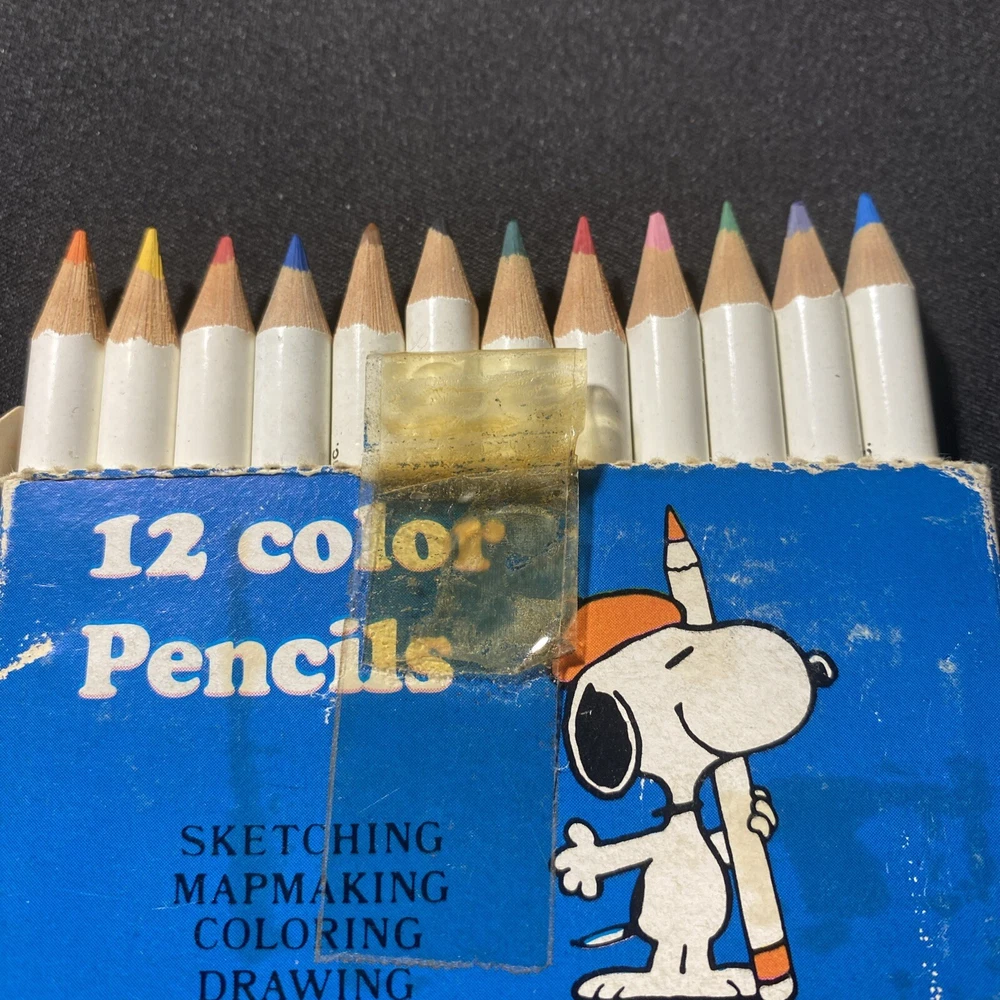 12 color
Pencils
SKETCHING
MAPMAKING
COLORING
DRAWING